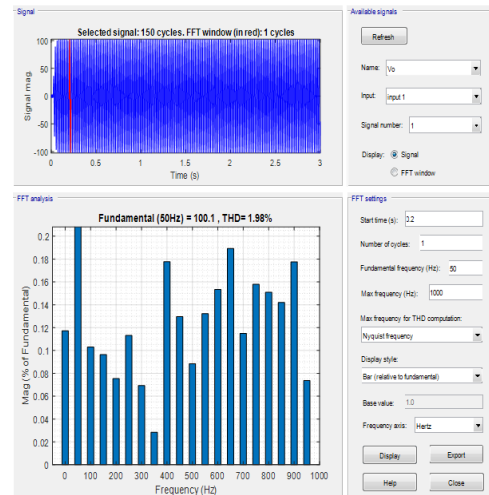 Signal
Selected signal: 150 cycles. FFT window (in red): 1 cycles
100
50
0
-50
-100
Signal mag.
0 0.5 1 1.5 2 2.5 3
Time (s)
Available signals
Refresh
Name: Vo
Input: input 1
Signal number: 1
Display: Signal
FFT window
FFT analysis
Fundamental (50Hz) = 100.1 , THD= 1.98%
0.2
0.18
0.16
0.14
0.12
0.1
0.08
0.06
0.04
0.02
0
Mag (% of Fundamental)
0 100 200 300 400 500 600 700 800 900 1000
Frequency (Hz)
FFT settings
Start time (s): 0.2
Number of cycles: 1
Fundamental frequency (Hz): 50
Max frequency (Hz): 1000
Max frequency for THD computation:
Nyquist frequency
Display style:
Bar (relative to fundamental)
Base value: 1.0
Frequency axis: Hertz
Display Export
Help Close